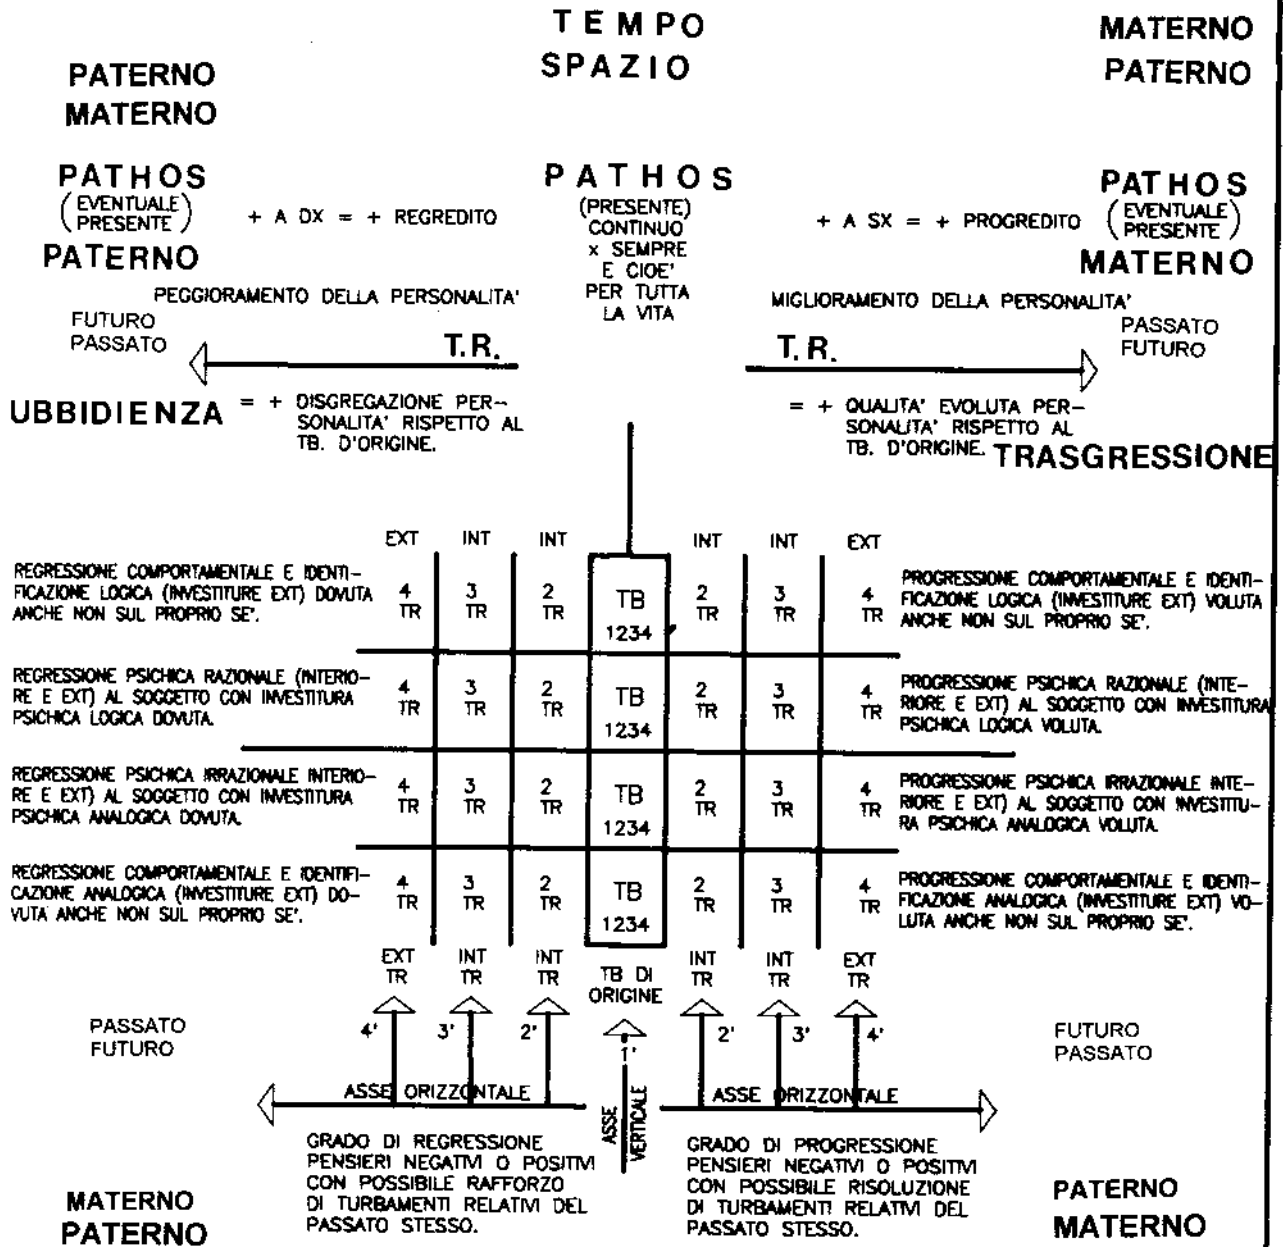 TEMPO
SPAZIO
MATERNO
PATERNO
PATERNO
MATERNO
PATHOS
(EVENTUALE
PRESENTE)
PATERNO
+ A DX = + REGREDITO
PATHOS
(PRESENTE)
CONTINUO
x SEMPRE
E CIOE'
PER TUTTA
LA VITA
+ A SX = + PROGREDITO
PATHOS
(EVENTUALE
PRESENTE)
MATERNO
PEGGIORAMENTO DELLA PERSONALITA'
MIGLIORAMENTO DELLA PERSONALITA'
FUTURO
PASSATO
T.R.
T.R.
PASSATO
FUTURO
UBBIDIENZA
= + DISGREGAZIONE PER-
SONALITA' RISPETTO AL
TB. D'ORIGINE.
= + QUALITA' EVOLUTA PER-
SONALITA' RISPETTO AL
TB. D'ORIGINE.
TRASGRESSIONE
EXT INT INT INT INT EXT
REGRESSIONE COMPORTAMENTALE E IDENTI-
FICAZIONE LOGICA (INVESTITURE EXT) DOVUTA
ANCHE NON SUL PROPRIO SE'.
4 3 2 TB 2 3 4
TR TR TR 1234 TR TR TR
PROGRESSIONE COMPORTAMENTALE E IDENTI-
FICAZIONE LOGICA (INVESTITURE EXT) VOLUTA
ANCHE NON SUL PROPRIO SE'.
REGRESSIONE PSICHICA RAZIONALE (INTERIO-
RE E EXT) AL SOGGETTO CON INVESTITURA
PSICHICA LOGICA DOVUTA.
4 3 2 TB 2 3 4
TR TR TR 1234 TR TR TR
PROGRESSIONE PSICHICA RAZIONALE (INTE-
RIORE E EXT) AL SOGGETTO CON INVESTITURA
PSICHICA LOGICA VOLUTA.
REGRESSIONE PSICHICA IRRAZIONALE INTERIO-
RE E EXT) AL SOGGETTO CON INVESTITURA
PSICHICA ANALOGICA DOVUTA.
4 3 2 TB 2 3 4
TR TR TR 1234 TR TR TR
PROGRESSIONE PSICHICA IRRAZIONALE INTE-
RIORE E EXT) AL SOGGETTO CON INVESTITU-
RA PSICHICA ANALOGICA VOLUTA.
REGRESSIONE COMPORTAMENTALE E IDENTIFI-
CAZIONE ANALOGICA (INVESTITURE EXT) DO-
VUTA ANCHE NON SUL PROPRIO SE'.
4 3 2 TB 2 3 4
TR TR TR 1234 TR TR TR
PROGRESSIONE COMPORTAMENTALE E IDENTI-
FICAZIONE ANALOGICA (INVESTITURE EXT) VO-
LUTA ANCHE NON SUL PROPRIO SE'.
EXT INT INT TB DI INT INT EXT
TR TR TR ORIGINE TR TR TR
PASSATO
FUTURO
4' 3' 2' 1' 2' 3' 4'
FUTURO
PASSATO
ASSE ORIZZONTALE
ASSE
VERTICALE
ASSE ORIZZONTALE
GRADO DI REGRESSIONE
PENSIERI NEGATIVI O POSITIVI
CON POSSIBILE RAFFORZO
DI TURBAMENTI RELATIVI DEL
PASSATO STESSO.
GRADO DI PROGRESSIONE
PENSIERI NEGATIVI O POSITIVI
CON POSSIBILE RISOLUZIONE
DI TURBAMENTI RELATIVI DEL
PASSATO STESSO.
MATERNO
PATERNO
PATERNO
MATERNO